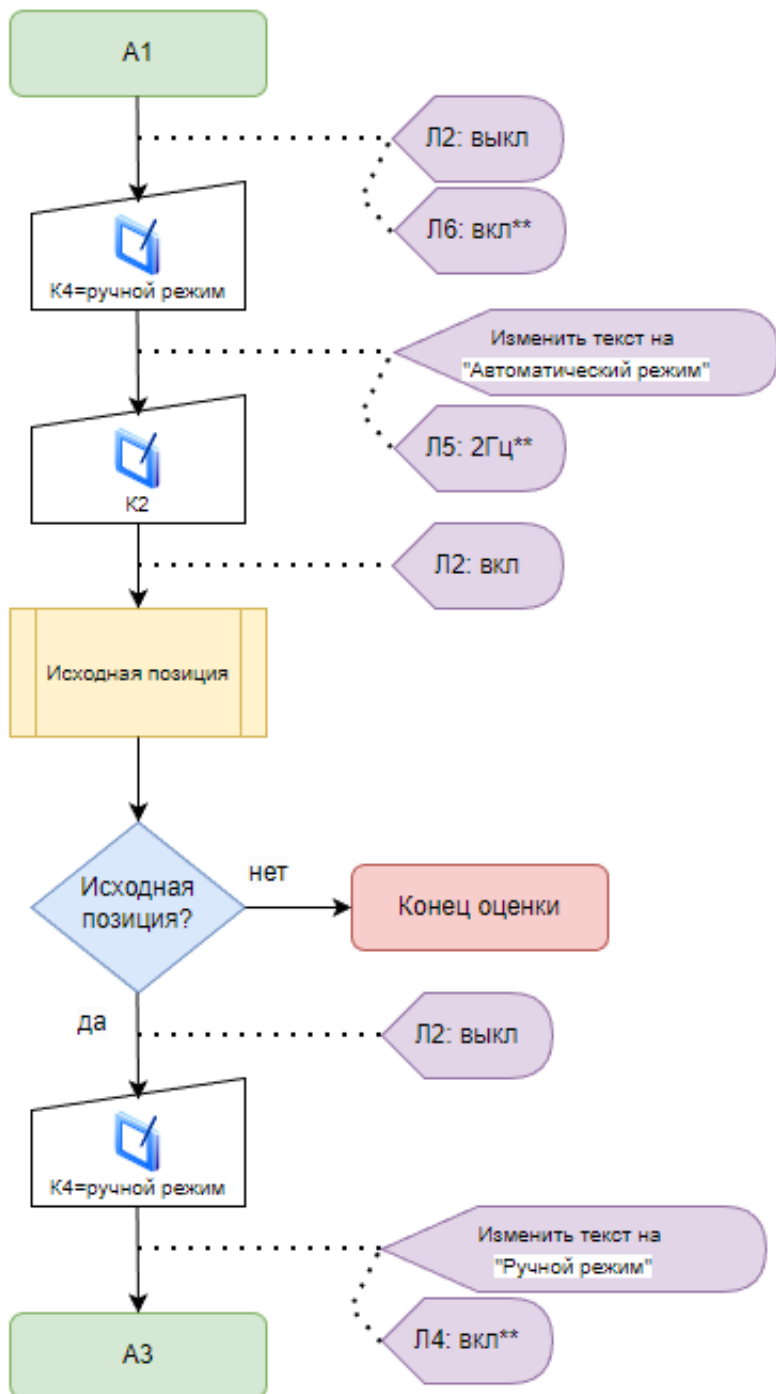 А1
Л2: выкл
Л6: вкл**
К4=ручной режим
Изменить текст на
"Автоматический режим"
Л5: 2Гц**
К2
Л2: вкл
Исходная позиция
Исходная
позиция?
нет
Конец оценки
да
Л2: выкл
К4=ручной режим
Изменить текст на
"Ручной режим"
Л4: вкл**
А3